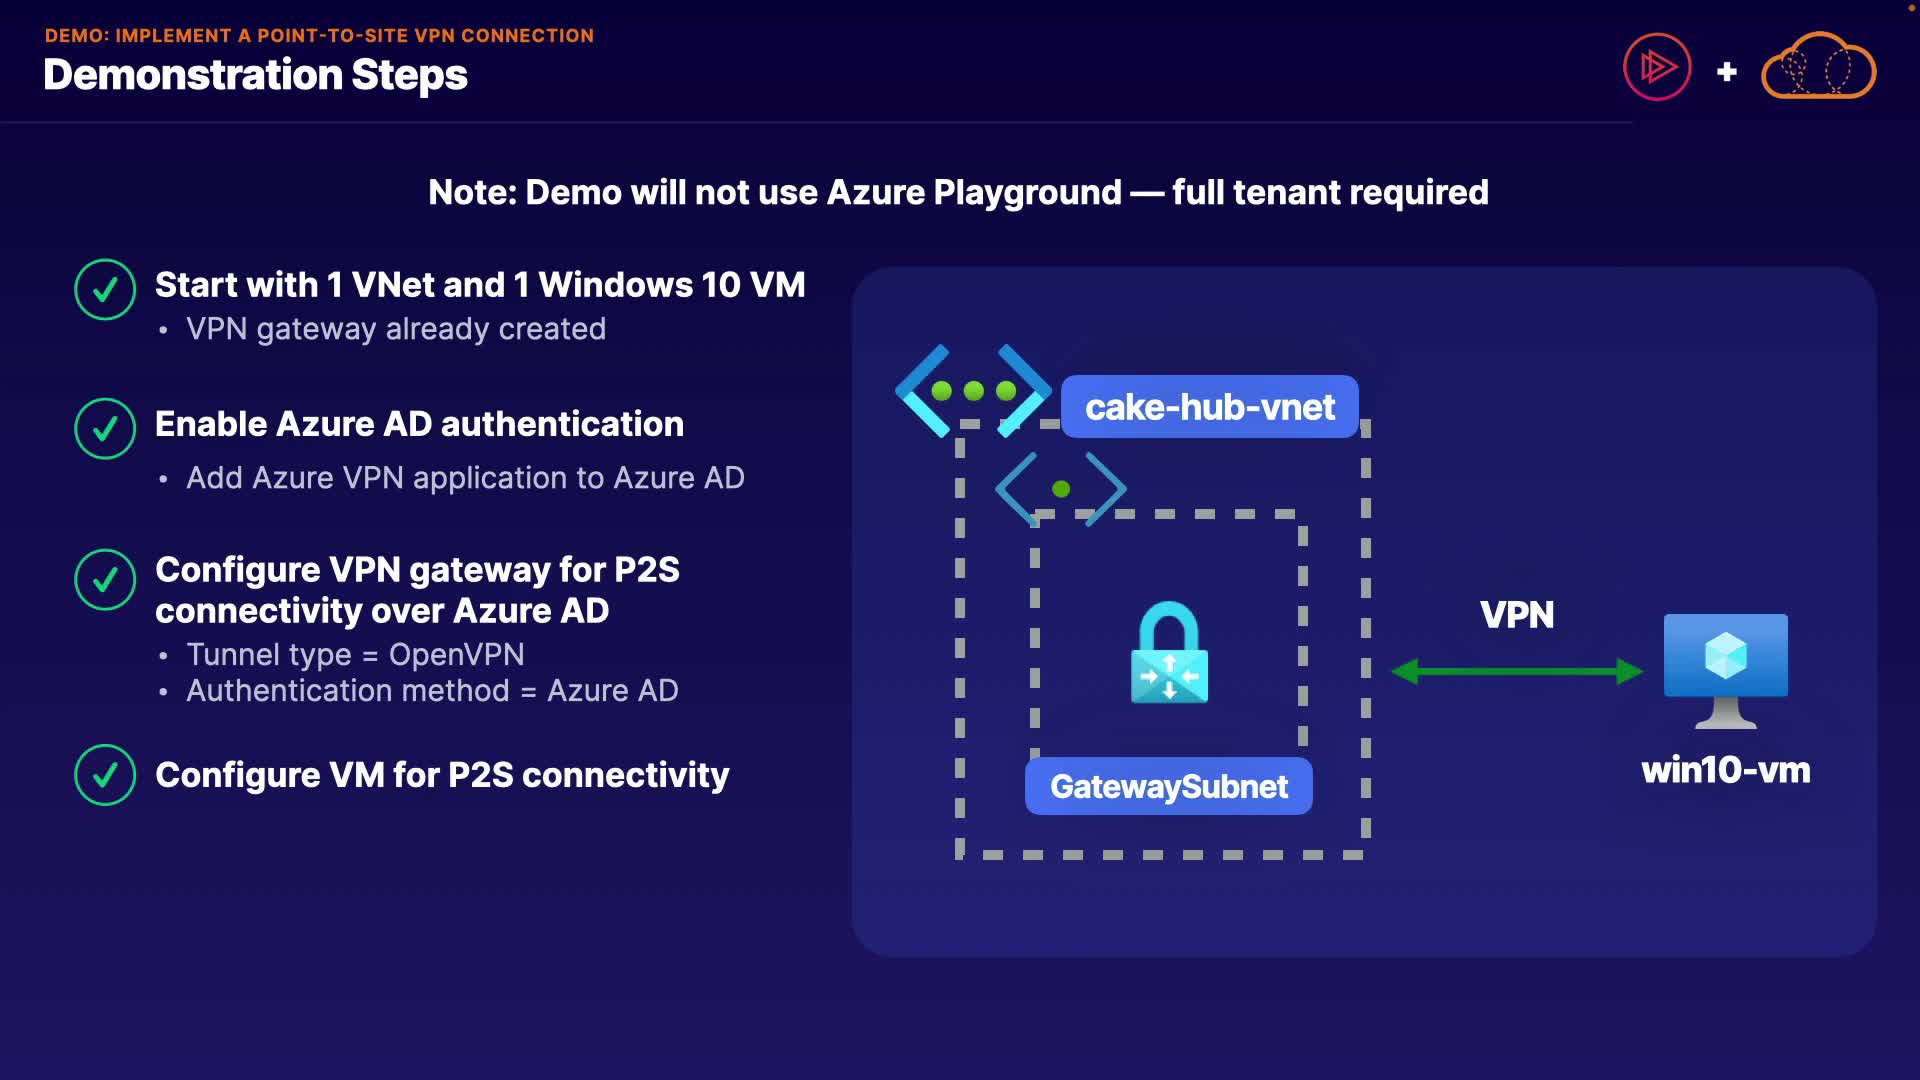 DEMO: IMPLEMENT A POINT-TO-SITE VPN CONNECTION
Demonstration Steps
Note: Demo will not use Azure Playground — full tenant required
Start with 1 VNet and 1 Windows 10 VM
• VPN gateway already created
Enable Azure AD authentication
• Add Azure VPN application to Azure AD
Configure VPN gateway for P2S
connectivity over Azure AD
• Tunnel type = OpenVPN
• Authentication method = Azure AD
Configure VM for P2S connectivity
cake-hub-vnet
GatewaySubnet
VPN
win10-vm